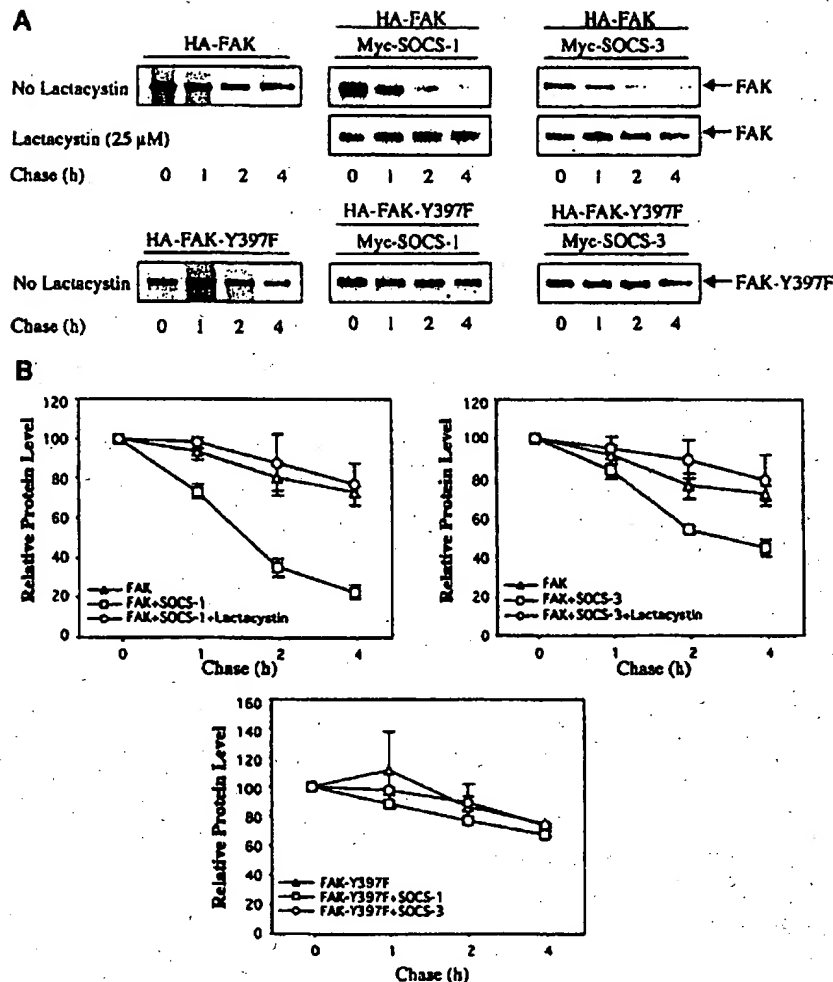 A
HA-FAK
HA-FAK
Myc-SOCS-1
HA-FAK
Myc-SOCS-3
No Lactacystin
FAK
Lactacystin (25 μM)
FAK
Chase (h) 0 1 2 4 0 1 2 4 0 1 2 4
HA-FAK-Y397F
HA-FAK-Y397F
Myc-SOCS-1
HA-FAK-Y397F
Myc-SOCS-3
No Lactacystin
FAK-Y397F
Chase (h) 0 1 2 4 0 1 2 4 0 1 2 4
B
Relative Protein Level
120
100
80
60
40
20
0
FAK
FAK+SOCS-1
FAK+SOCS-1+Lactacystin
0 1 2 4
Chase (h)
Relative Protein Level
120
100
80
60
40
20
0
FAK
FAK+SOCS-3
FAK+SOCS-3+Lactacystin
0 1 2 4
Chase (h)
Relative Protein Level
160
140
120
100
80
60
40
20
0
FAK-Y397F
FAK-Y397F+SOCS-1
FAK-Y397F+SOCS-3
0 1 2 4
Chase (h)